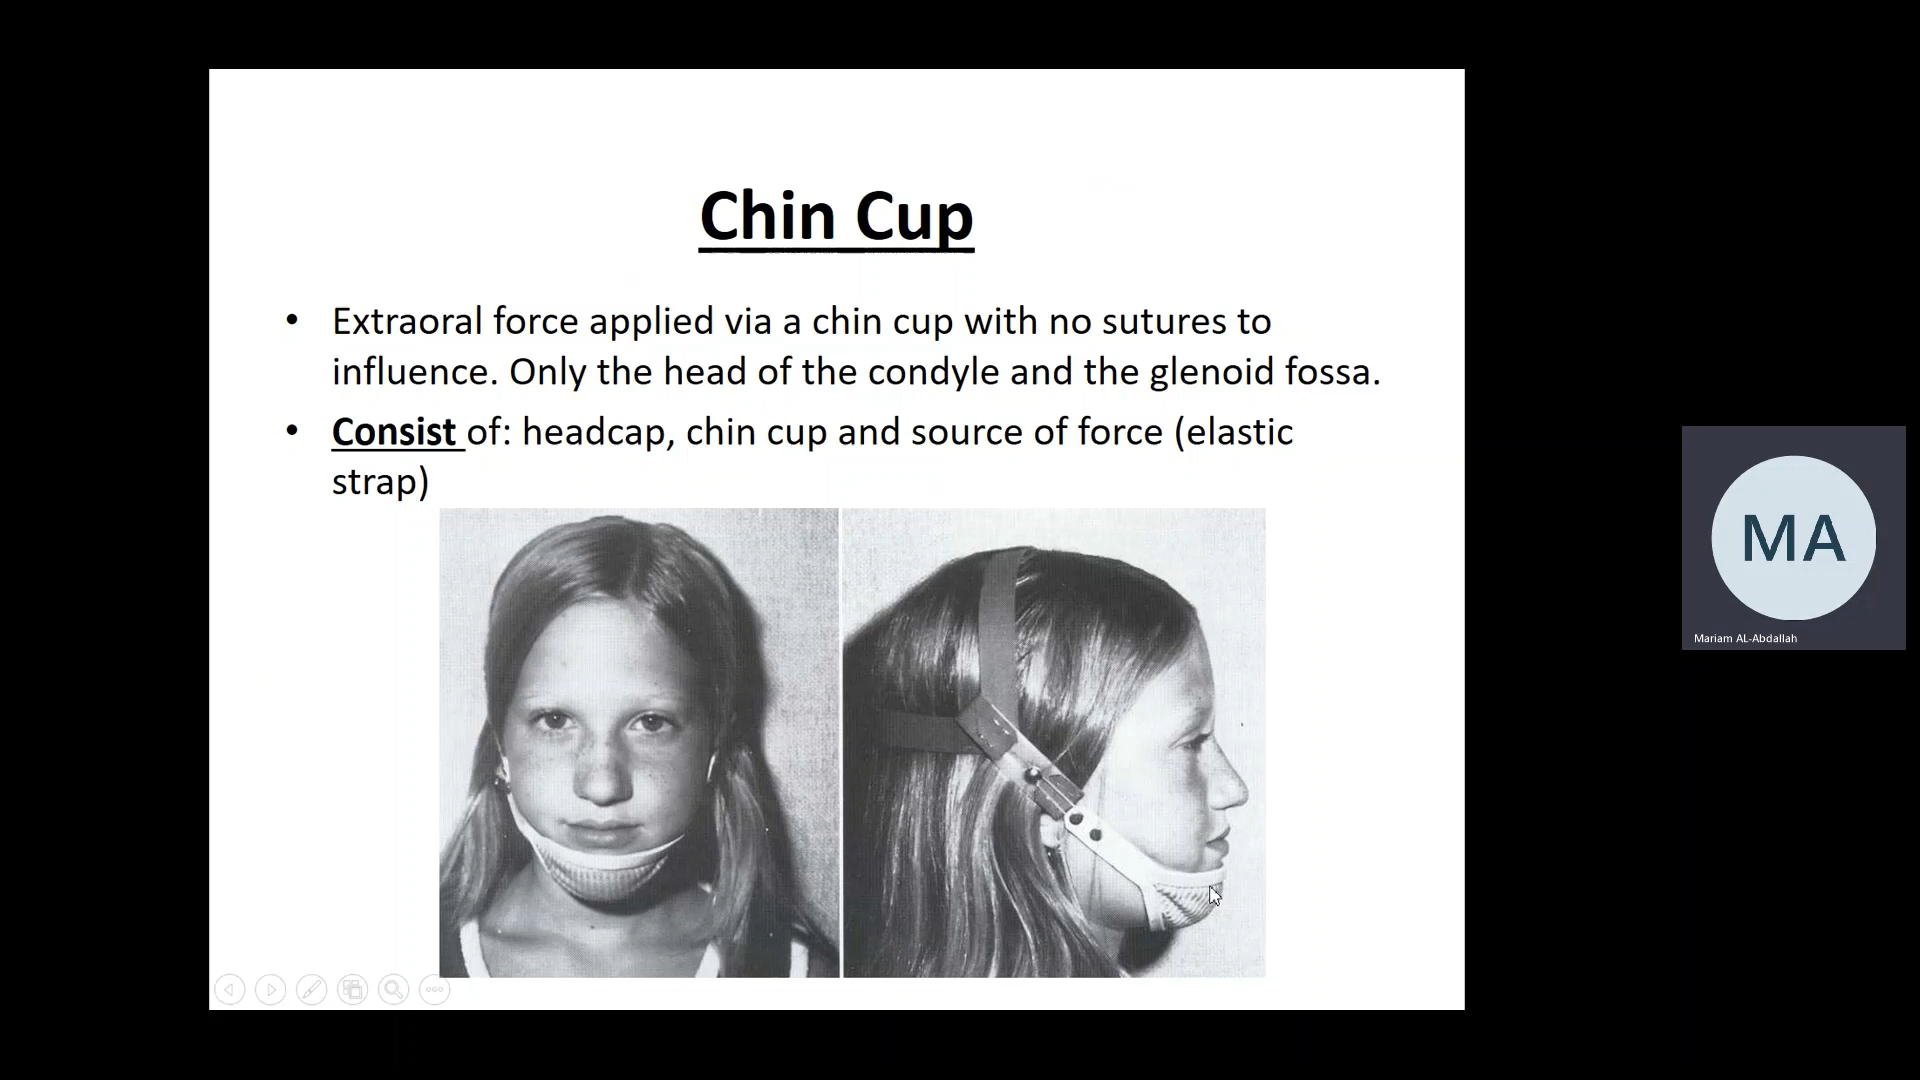 Chin Cup
• Extraoral force applied via a chin cup with no sutures to
influence. Only the head of the condyle and the glenoid fossa.
• Consist of: headcap, chin cup and source of force (elastic
strap)
MA
Mariam AL-Abdallah